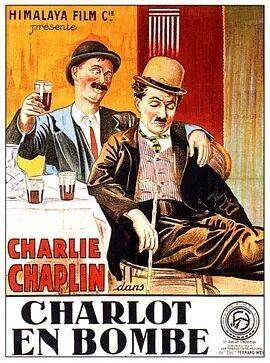 HIMALAYA FILM Cie
présente
CHARLIE
CHAPLIN dans
CHARLOT
EN BOMBE